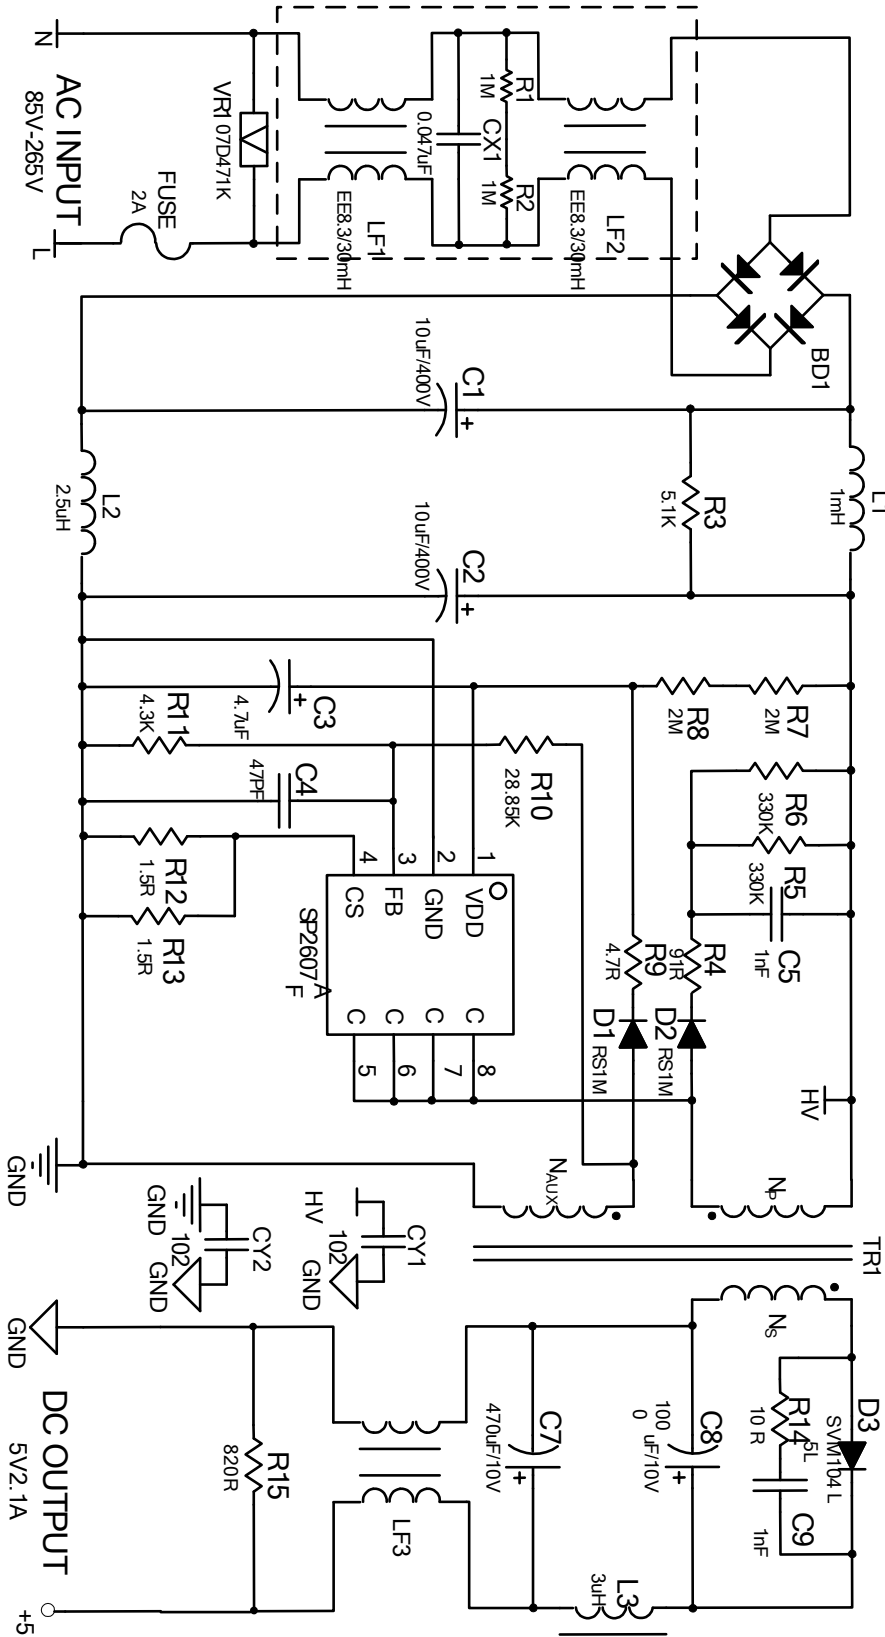 N
AC INPUT
85V-265V
L
FUSE
2A
VR1 07D471K
LF1
EE8.3/30mH
CX1
0.047uF
R1
1M
R2
1M
LF2
EE8.3/30mH
BD1
C1
10uF/400V
+
R3
5.1K
L1
1mH
L2
2.5uH
C2
10uF/400V
+
C3
4.7uF
+
R11
4.3K
C4
47PF
R12
1.5R
R13
1.5R
R10
28.85K
R8
2M
R7
2M
R6
330K
R5
330K
C5
1nF
R4
91R
R9
4.7R
D2
RS1M
D1
RS1M
1
2
3
4
VDD
GND
FB
CS
SP2607A
F
C
C
C
C
8
7
6
5
HV
GND
NAUX
NP
TR1
NS
CY2
102
GND
GND
CY1
102
HV
GND
GND
DC OUTPUT
5V2.1A
+5
R15
820R
LF3
C7
470uF/10V
+
C8
100
0
uF/10V
+
L3
3uH
D3
SVM104L
5L
R14
10R
C9
1nF